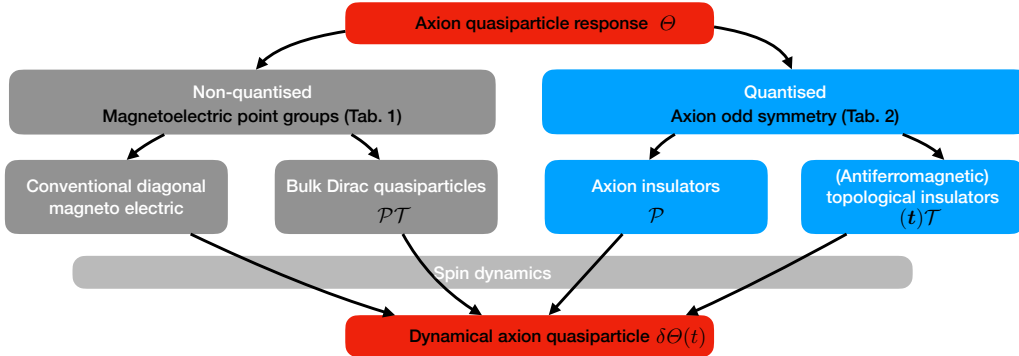 Axion quasiparticle response Θ
Non-quantised
Magnetoelectric point groups (Tab. 1)
Quantised
Axion odd symmetry (Tab. 2)
Conventional diagonal
magneto electric
Bulk Dirac quasiparticles
𝒫𝒯
Axion insulators
𝒫
(Antiferromagnetic)
topological insulators
(t)𝒯
Spin dynamics
Dynamical axion quasiparticle δΘ(t)